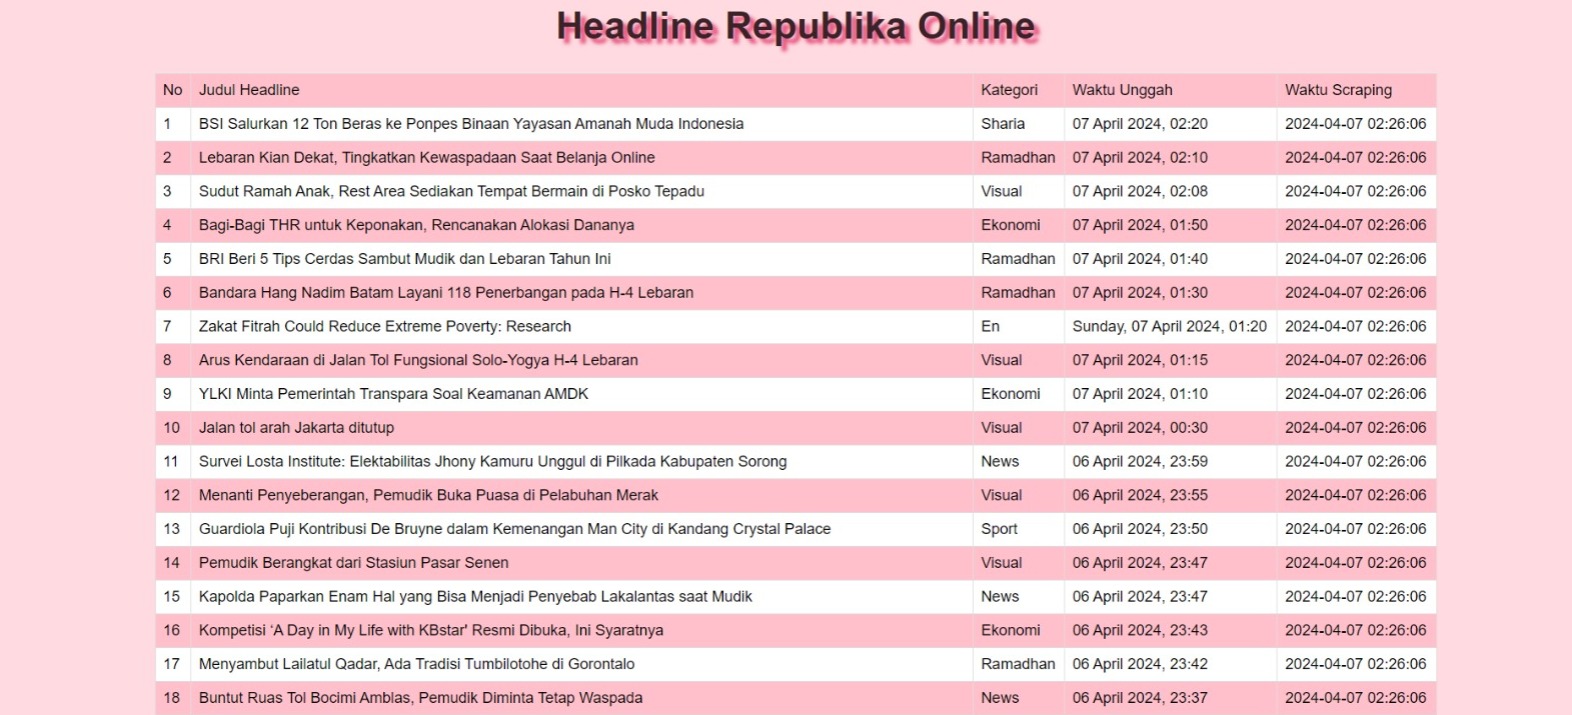 Headline Republika Online
No Judul Headline Kategori Waktu Unggah Waktu Scraping
1 BSI Salurkan 12 Ton Beras ke Ponpes Binaan Yayasan Amanah Muda Indonesia Sharia 07 April 2024, 02:20 2024-04-07 02:26:06
2 Lebaran Kian Dekat, Tingkatkan Kewaspadaan Saat Belanja Online Ramadhan 07 April 2024, 02:10 2024-04-07 02:26:06
3 Sudut Ramah Anak, Rest Area Sediakan Tempat Bermain di Posko Tepadu Visual 07 April 2024, 02:08 2024-04-07 02:26:06
4 Bagi-Bagi THR untuk Keponakan, Rencanakan Alokasi Dananya Ekonomi 07 April 2024, 01:50 2024-04-07 02:26:06
5 BRI Beri 5 Tips Cerdas Sambut Mudik dan Lebaran Tahun Ini Ramadhan 07 April 2024, 01:40 2024-04-07 02:26:06
6 Bandara Hang Nadim Batam Layani 118 Penerbangan pada H-4 Lebaran Ramadhan 07 April 2024, 01:30 2024-04-07 02:26:06
7 Zakat Fitrah Could Reduce Extreme Poverty: Research En Sunday, 07 April 2024, 01:20 2024-04-07 02:26:06
8 Arus Kendaraan di Jalan Tol Fungsional Solo-Yogya H-4 Lebaran Visual 07 April 2024, 01:15 2024-04-07 02:26:06
9 YLKI Minta Pemerintah Transpara Soal Keamanan AMDK Ekonomi 07 April 2024, 01:10 2024-04-07 02:26:06
10 Jalan tol arah Jakarta ditutup Visual 07 April 2024, 00:30 2024-04-07 02:26:06
11 Survei Losta Institute: Elektabilitas Jhony Kamuru Unggul di Pilkada Kabupaten Sorong News 06 April 2024, 23:59 2024-04-07 02:26:06
12 Menanti Penyeberangan, Pemudik Buka Puasa di Pelabuhan Merak Visual 06 April 2024, 23:55 2024-04-07 02:26:06
13 Guardiola Puji Kontribusi De Bruyne dalam Kemenangan Man City di Kandang Crystal Palace Sport 06 April 2024, 23:50 2024-04-07 02:26:06
14 Pemudik Berangkat dari Stasiun Pasar Senen Visual 06 April 2024, 23:47 2024-04-07 02:26:06
15 Kapolda Paparkan Enam Hal yang Bisa Menjadi Penyebab Lakalantas saat Mudik News 06 April 2024, 23:47 2024-04-07 02:26:06
16 Kompetisi ‘A Day in My Life with KBstar' Resmi Dibuka, Ini Syaratnya Ekonomi 06 April 2024, 23:43 2024-04-07 02:26:06
17 Menyambut Lailatul Qadar, Ada Tradisi Tumbilotohe di Gorontalo Ramadhan 06 April 2024, 23:42 2024-04-07 02:26:06
18 Buntut Ruas Tol Bocimi Amblas, Pemudik Diminta Tetap Waspada News 06 April 2024, 23:37 2024-04-07 02:26:06